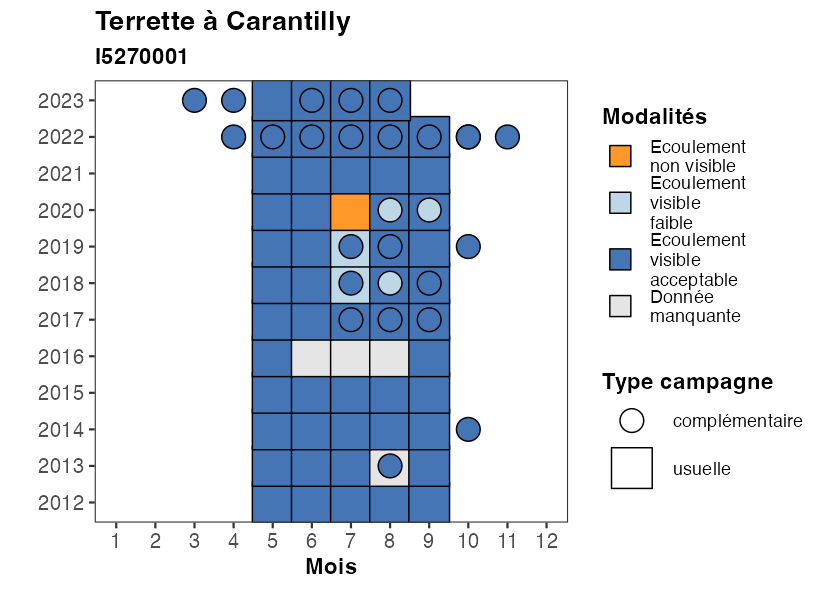 Terrette à Carantilly
I5270001
2023
2022
2021
2020
2019
2018
2017
2016
2015
2014
2013
2012
1 2 3 4 5 6 7 8 9 10 11 12
Mois
Modalités
Ecoulement
non visible
Ecoulement
visible
faible
Ecoulement
visible
acceptable
Donnée
manquante
Type campagne
complémentaire
usuelle